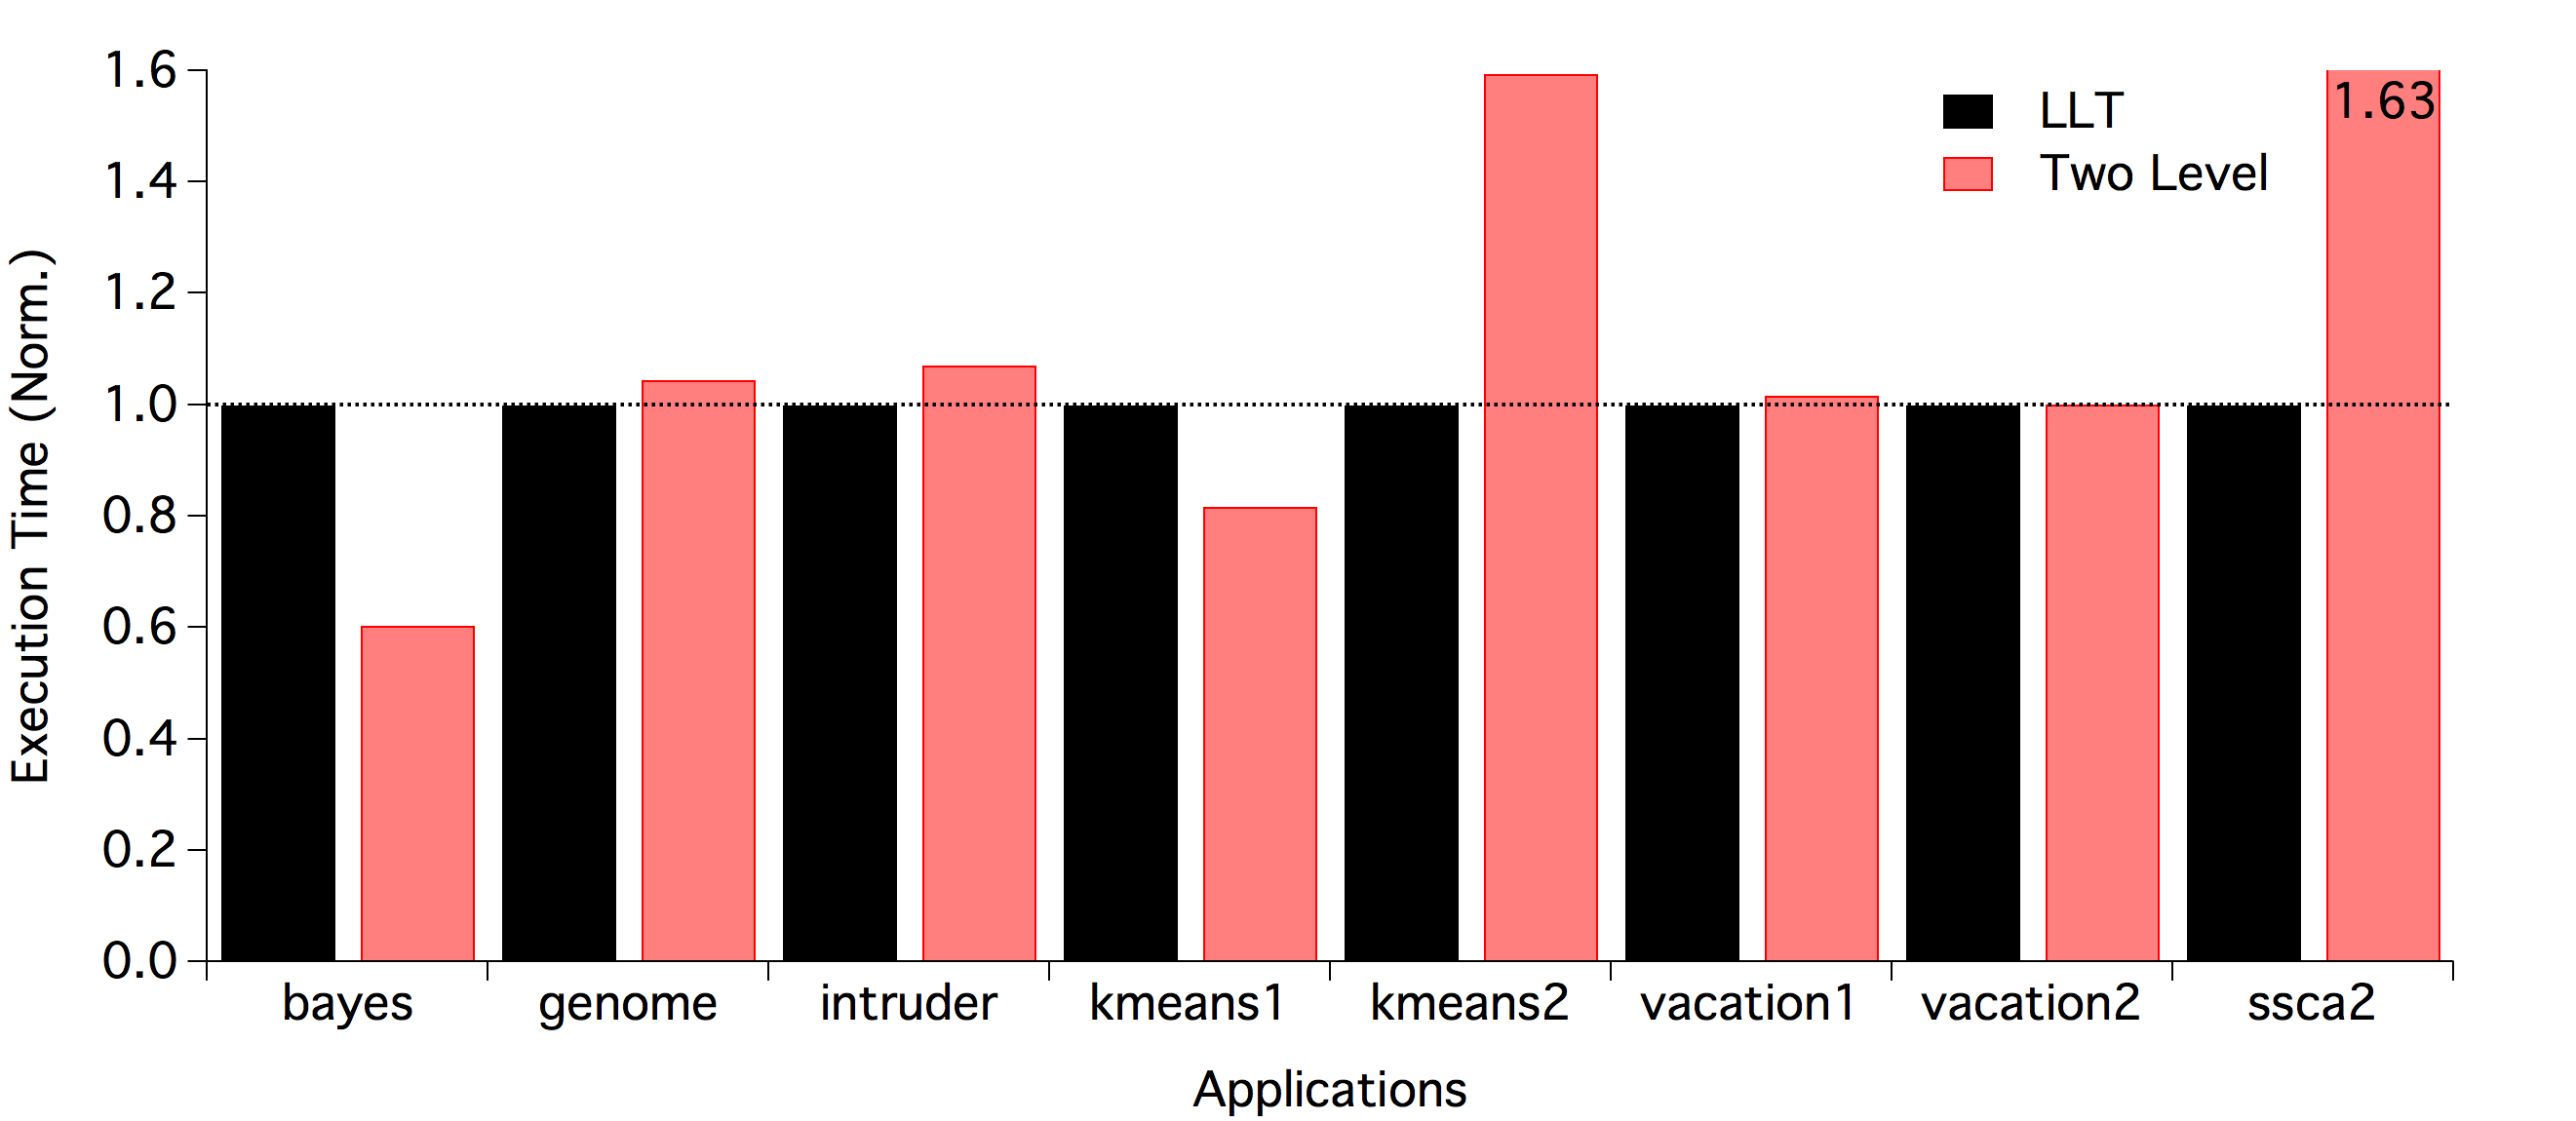 Execution Time (Norm.)
1.6
1.4
1.2
1.0
0.8
0.6
0.4
0.2
0.0
LLT
Two Level
1.63
bayes genome intruder kmeans1 kmeans2 vacation1 vacation2 ssca2
Applications